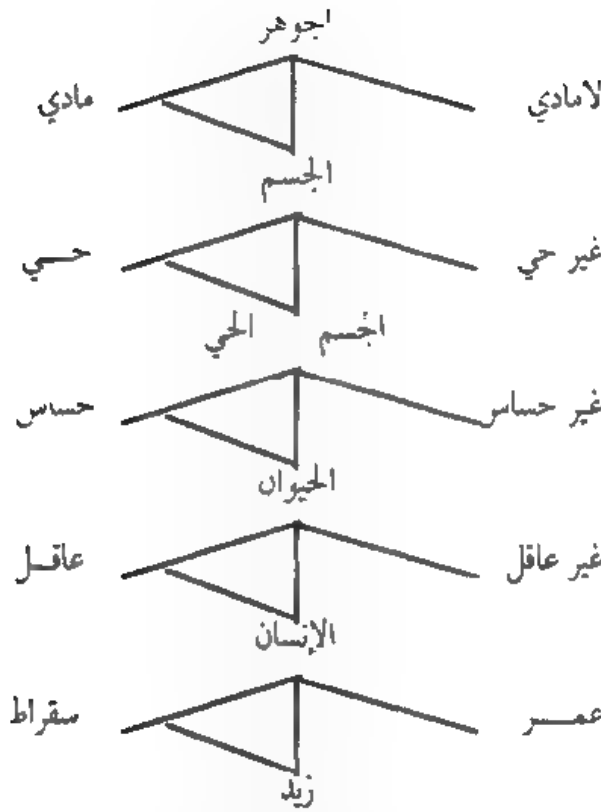 اجوهر
لامادي مادي
الجسم
غير حي حي
الجسم الحي
غير حساس حساس
الحيوان
غير عاقل عاقل
الإنسان
عمر سقراط
زيد